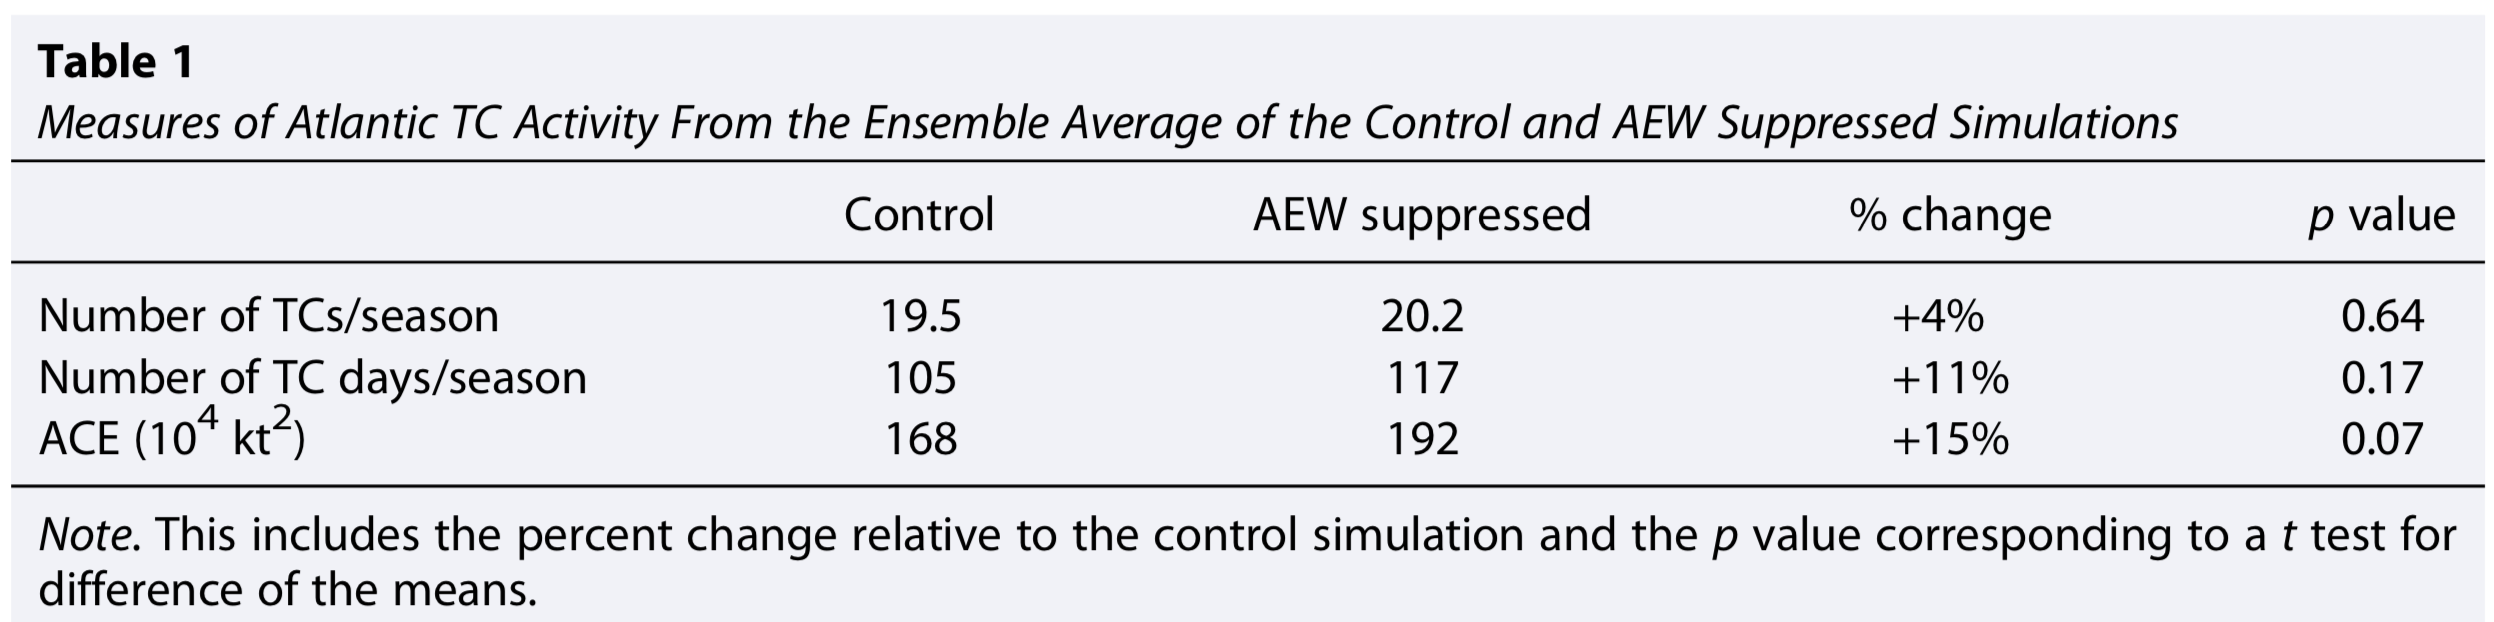 Table 1
Measures of Atlantic TC Activity From the Ensemble Average of the Control and AEW Suppressed Simulations
Control AEW suppressed % change p value
Number of TCs/season 19.5 20.2 +4% 0.64
Number of TC days/season 105 117 +11% 0.17
ACE (10⁴ kt²) 168 192 +15% 0.07
Note. This includes the percent change relative to the control simulation and the p value corresponding to a t test for
difference of the means.